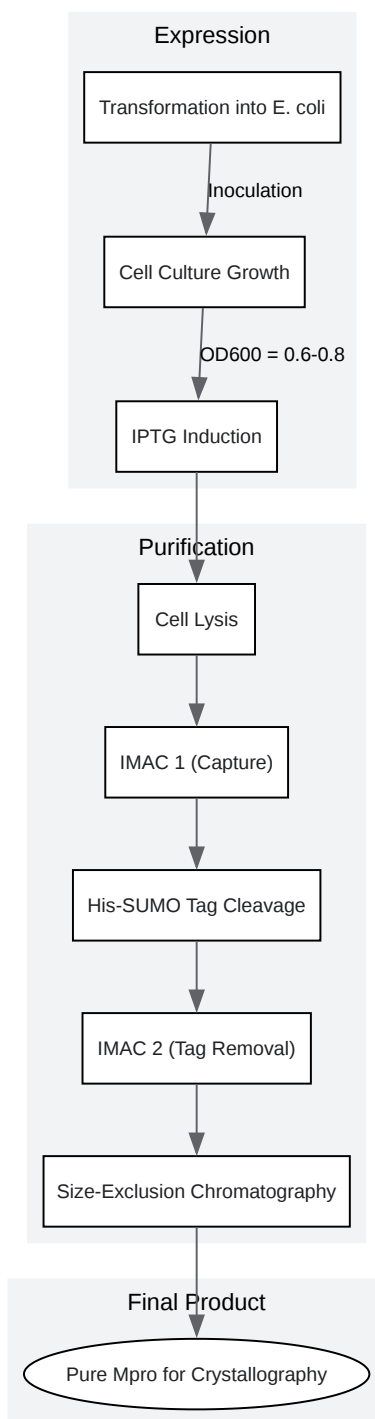 Expression
Transformation into E. coli
Inoculation
Cell Culture Growth
OD600 = 0.6-0.8
IPTG Induction
Purification
Cell Lysis
IMAC 1 (Capture)
His-SUMO Tag Cleavage
IMAC 2 (Tag Removal)
Size-Exclusion Chromatography
Final Product
Pure Mpro for Crystallography